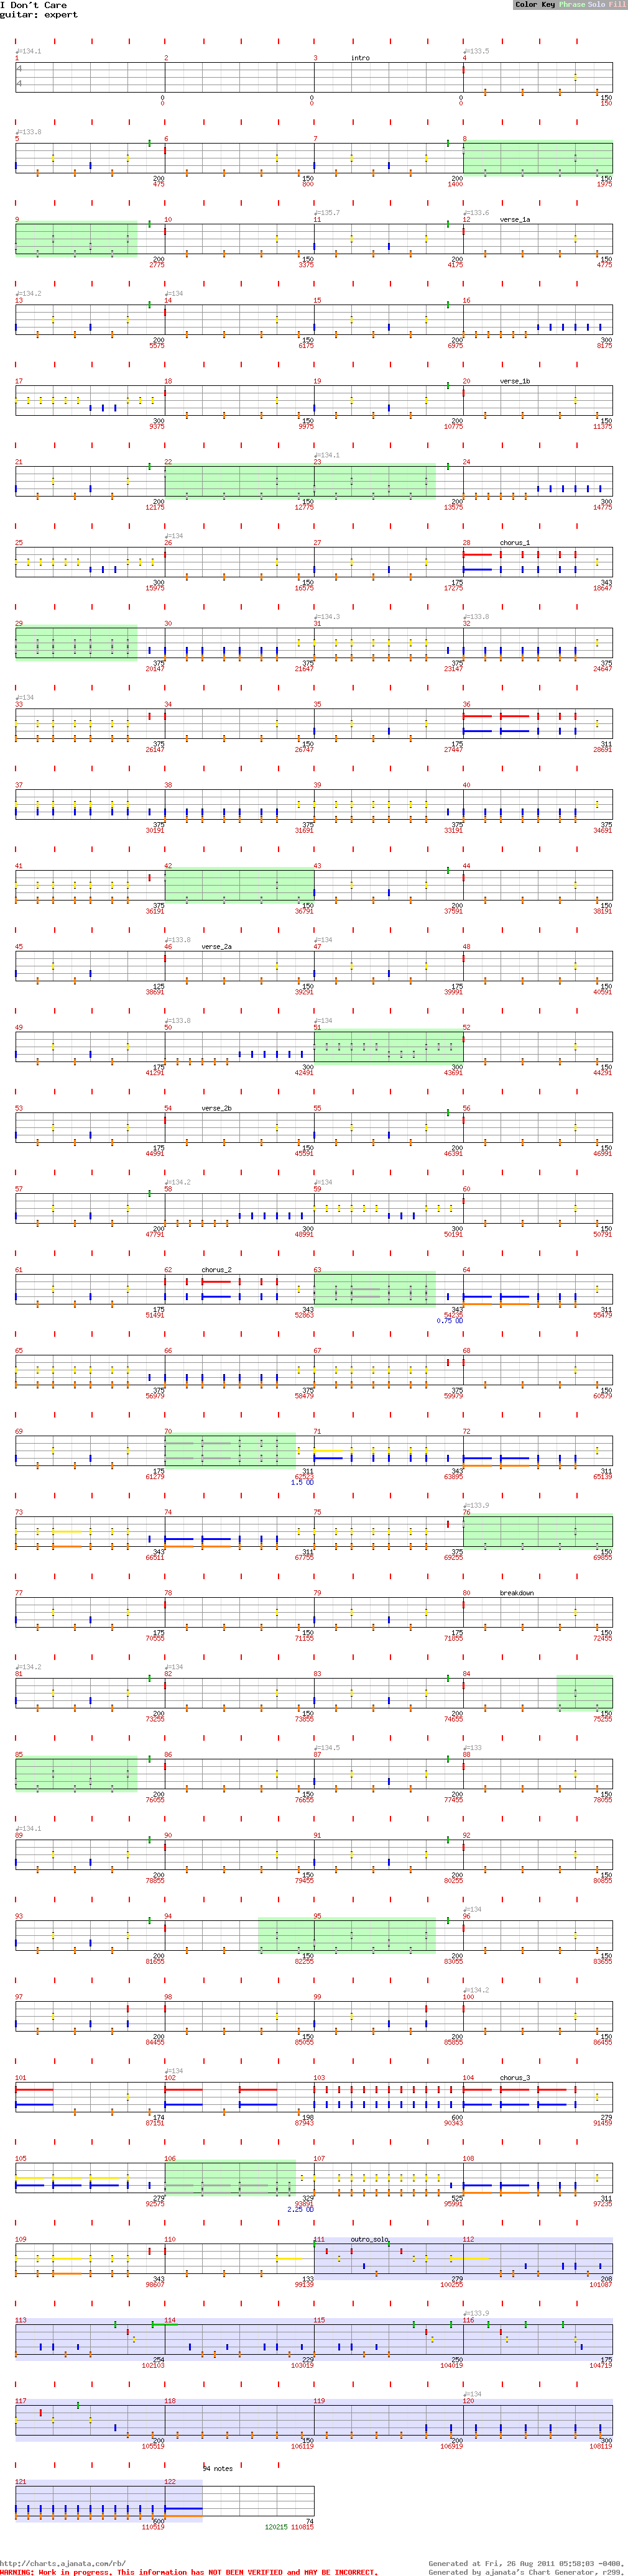 I Don't Care
guitar: expert
Color Key Phrase Solo Fill
♩=134.1 ♩=133.5
1 2 3 intro 4
0 0 0 150
0 0 0 150
♩=133.8
5 6 7 8
200 150 200 150
475 800 1400 1975
♩=135.7 ♩=133.6
9 10 11 12 verse_1a
200 150 200 150
2775 3375 4175 4775
♩=134.2 ♩=134
13 14 15 16
200 150 200 300
5575 6175 6975 8175
17 18 19 20 verse_1b
300 150 200 150
9375 9975 10775 11375
♩=134.1
21 22 23 24
200 150 200 300
12175 12775 13575 14775
♩=134
25 26 27 28 chorus_1
300 150 175 343
15975 16575 17275 18647
♩=134.3 ♩=133.8
29 30 31 32
375 375 375 375
20147 21647 23147 24647
♩=134
33 34 35 36
375 150 175 311
26147 26747 27447 28691
37 38 39 40
375 375 375 375
30191 31691 33191 34691
41 42 43 44
375 150 200 150
36191 36791 37591 38191
♩=133.8 ♩=134
45 46 verse_2a 47 48
125 150 175 150
38691 39291 39991 40591
♩=133.8 ♩=134
49 50 51 52
175 300 300 150
41291 42491 43691 44291
53 54 verse_2b 55 56
175 150 200 150
44991 45591 46391 46991
♩=134.2 ♩=134
57 58 59 60
200 300 300 150
47791 48991 50191 50791
61 62 chorus_2 63 64
175 343 343 311
51491 52863 54235 55479
0.75 OD
65 66 67 68
375 375 375 150
56979 58479 59979 60579
69 70 71 72
175 311 343 311
61279 62523 63895 65139
1.5 OD
♩=133.9
73 74 75 76
343 311 375 150
66511 67755 69255 69855
77 78 79 80 breakdown
175 150 175 150
70555 71155 71855 72455
♩=134.2 ♩=134
81 82 83 84
200 150 200 150
73255 73855 74655 75255
♩=134.5 ♩=133
85 86 87 88
200 150 200 150
76055 76655 77455 78055
♩=134.1
89 90 91 92
200 150 200 150
78855 79455 80255 80855
♩=134
93 94 95 96
200 150 200 150
81655 82255 83055 83655
♩=134.2
97 98 99 100
200 150 200 150
84455 85055 85855 86455
♩=134
101 102 103 104 chorus_3
174 198 600 279
87151 87943 90343 91459
105 106 107 108
279 329 525 311
92575 93891 95991 97235
2.25 OD
109 110 111 outro_solo 112
343 133 279 208
98607 99139 100255 101087
♩=133.9
113 114 115 116
254 229 250 175
102103 103019 104019 104719
♩=134
117 118 119 120
200 150 200 300
105519 106119 106919 108119
94 notes
121 122
600 74
110519 120215 110815
http://charts.ajanata.com/rb/
Generated at Fri, 26 Aug 2011 05:58:03 -0400.
WARNING: Work in progress. This information has NOT BEEN VERIFIED and MAY BE INCORRECT.
Generated by ajanata's Chart Generator, r299.